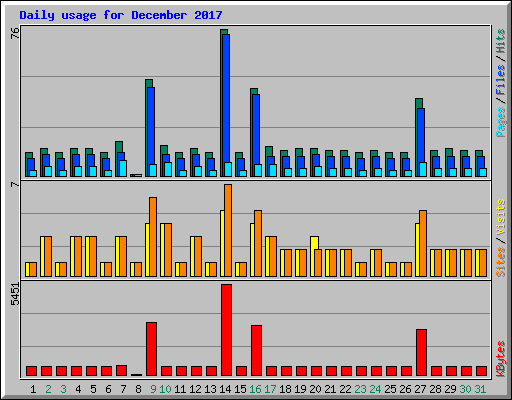 Daily usage for December 2017
76
Pages / Files / Hits
7
Sites / Visits
5451
KBytes
1 2 3 4 5 6 7 8 9 10 11 12 13 14 15 16 17 18 19 20 21 22 23 24 25 26 27 28 29 30 31